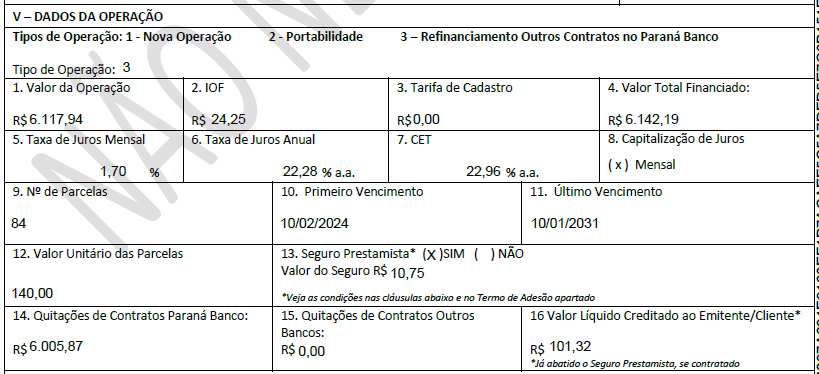 V – DADOS DA OPERAÇÃO
Tipos de Operação: 1 - Nova Operação 2 - Portabilidade 3 – Refinanciamento Outros Contratos no Paraná Banco
Tipo de Operação: 3
1. Valor da Operação 2. IOF 3. Tarifa de Cadastro 4. Valor Total Financiado:
R$ 6.117,94 R$ 24,25 R$ 0,00 R$ 6.142,19
5. Taxa de Juros Mensal 6. Taxa de Juros Anual 7. CET 8. Capitalização de Juros
1,70 % 22,28 % a.a. 22,96 % a.a. ( x ) Mensal
9. Nº de Parcelas 10. Primeiro Vencimento 11. Último Vencimento
84 10/02/2024 10/01/2031
12. Valor Unitário das Parcelas 13. Seguro Prestamista* (X )SIM ( ) NÃO
Valor do Seguro R$ 10,75
140,00
*Veja as condições nas cláusulas abaixo e no Termo de Adesão apartado
14. Quitações de Contratos Paraná Banco: 15. Quitações de Contratos Outros Bancos: 16 Valor Líquido Creditado ao Emitente/Cliente*
R$ 6.005,87 R$ 0,00 R$ 101,32
*Já abatido o Seguro Prestamista, se contratado
NÃO